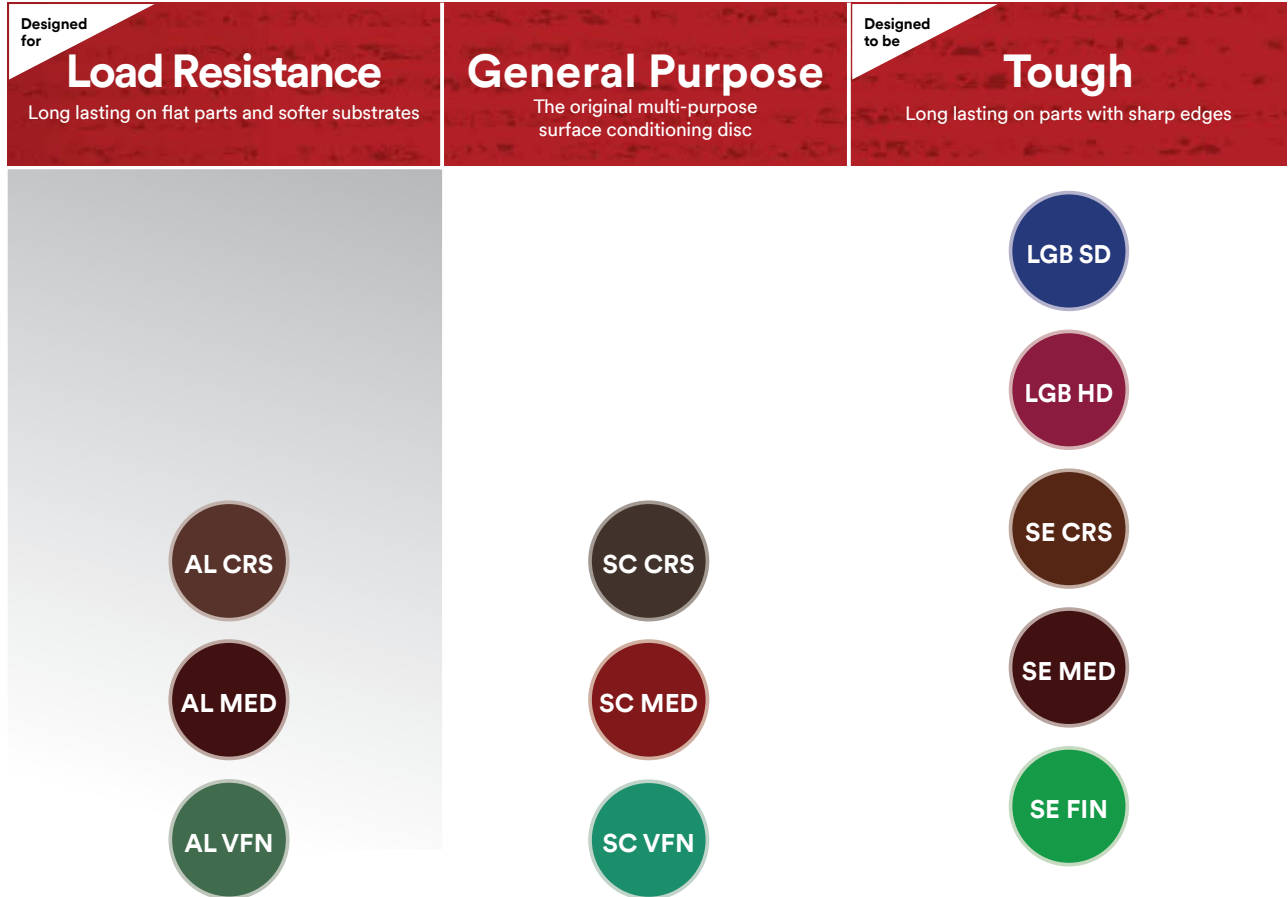 Designed
for
Load Resistance
Long lasting on flat parts and softer substrates
General Purpose
The original multi-purpose
surface conditioning disc
Designed
to be
Tough
Long lasting on parts with sharp edges
AL CRS
AL MED
AL VFN
SC CRS
SC MED
SC VFN
LGB SD
LGB HD
SE CRS
SE MED
SE FIN